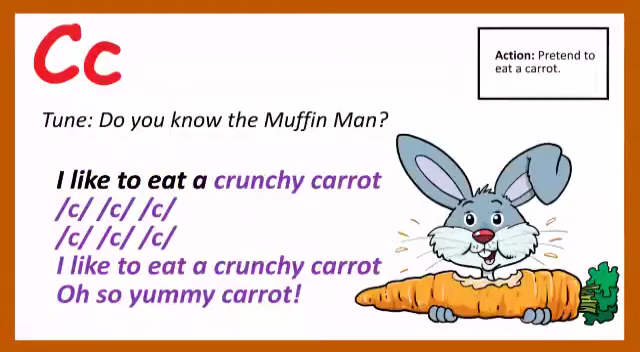 Cc
Action: Pretend to
eat a carrot.
Tune: Do you know the Muffin Man?
I like to eat a crunchy carrot
/c/ /c/ /c/
/c/ /c/ /c/
I like to eat a crunchy carrot
Oh so yummy carrot!